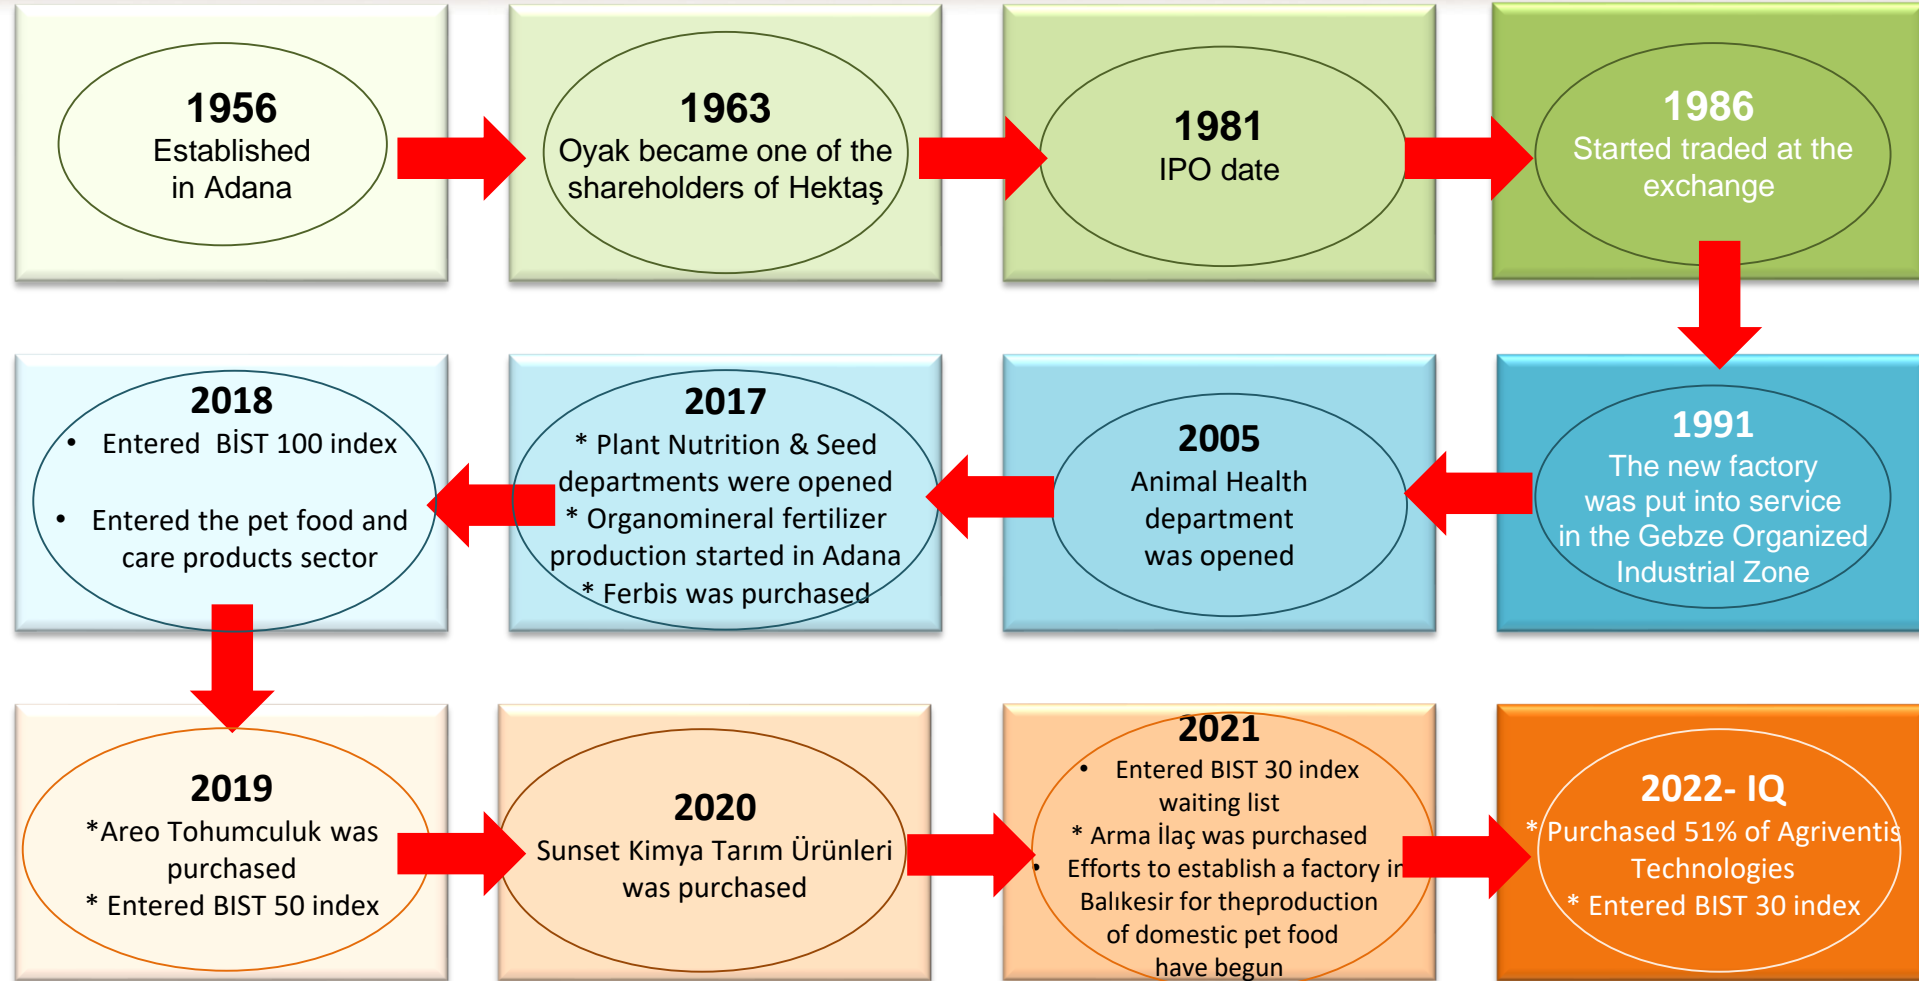 1956
Established
in Adana
1963
Oyak became one of the
shareholders of Hektaş
1981
IPO date
1986
Started traded at the
exchange
1991
The new factory
was put into service
in the Gebze Organized
Industrial Zone
2005
Animal Health
department
was opened
2017
* Plant Nutrition & Seed
departments were opened
* Organomineral fertilizer
production started in Adana
* Ferbis was purchased
2018
• Entered BİST 100 index
• Entered the pet food and
care products sector
2019
*Areo Tohumculuk was
purchased
* Entered BIST 50 index
2020
Sunset Kimya Tarım Ürünleri
was purchased
2021
• Entered BIST 30 index
waiting list
* Arma İlaç was purchased
• Efforts to establish a factory in
Balıkesir for theproduction
of domestic pet food
have begun
2022- IQ
* Purchased 51% of Agriventis
Technologies
* Entered BIST 30 index